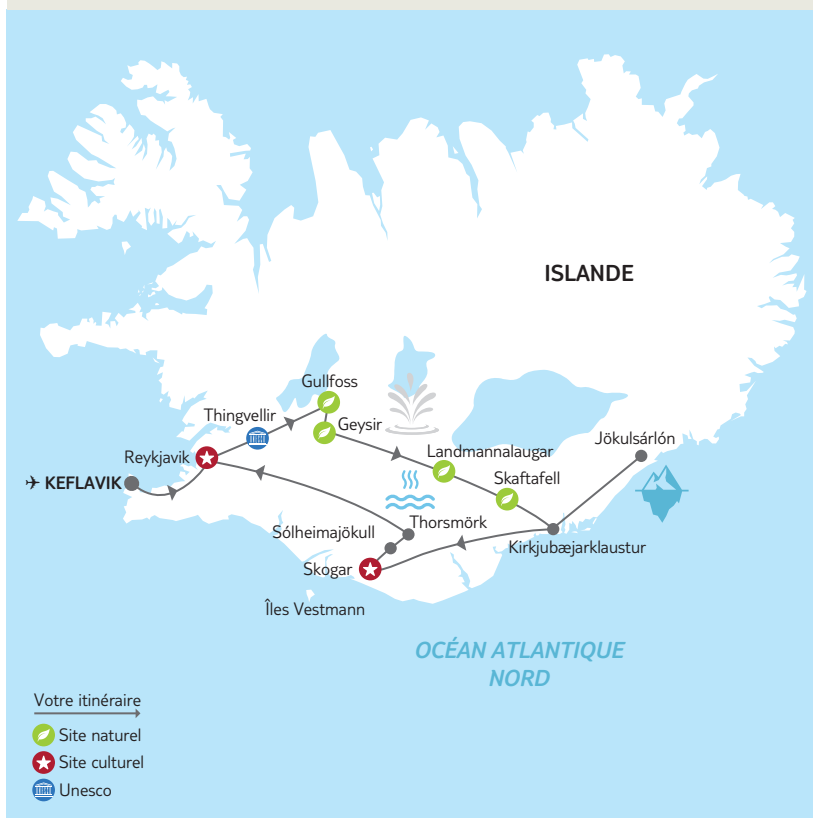 ISLANDE
Gullfoss
Thingvellir
Geysir
Landmannalaugar
Jökulsárlón
Reykjavik
Skaftafell
KEFLAVIK
Thorsmörk
Sólheimajökull
Kirkjubæjarklaustur
Skogar
Îles Vestmann
OCÉAN ATLANTIQUE
NORD
Votre itinéraire
Site naturel
Site culturel
Unesco